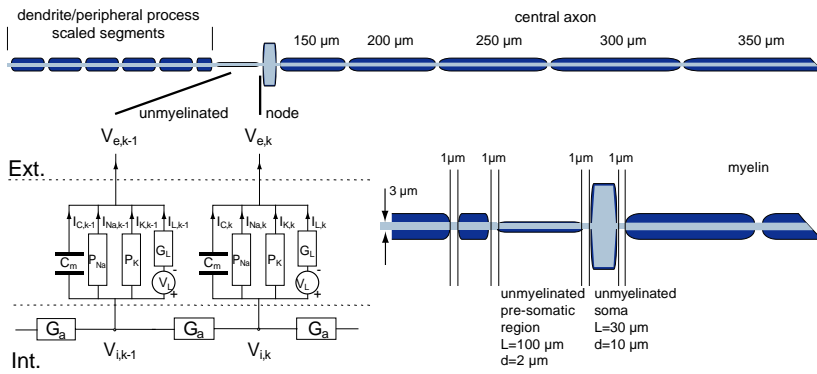 dendrite/peripheral process
scaled segments
central axon
150 µm 200 µm 250 µm 300 µm 350 µm
unmyelinated node
V_e,k-1 V_e,k
Ext.
I_C,k-1 I_Na,k-1 I_K,k-1 I_L,k-1 I_C,k I_Na,k I_K,k I_L,k
C_m P_Na P_K G_L - V_L + C_m P_Na P_K G_L - V_L +
G_a G_a G_a
V_i,k-1 V_i,k
Int.
1µm 1µm 1µm 1µm myelin
3 µm
unmyelinated
pre-somatic
region
L=100 µm
d=2 µm
unmyelinated
soma
L=30 µm
d=10 µm